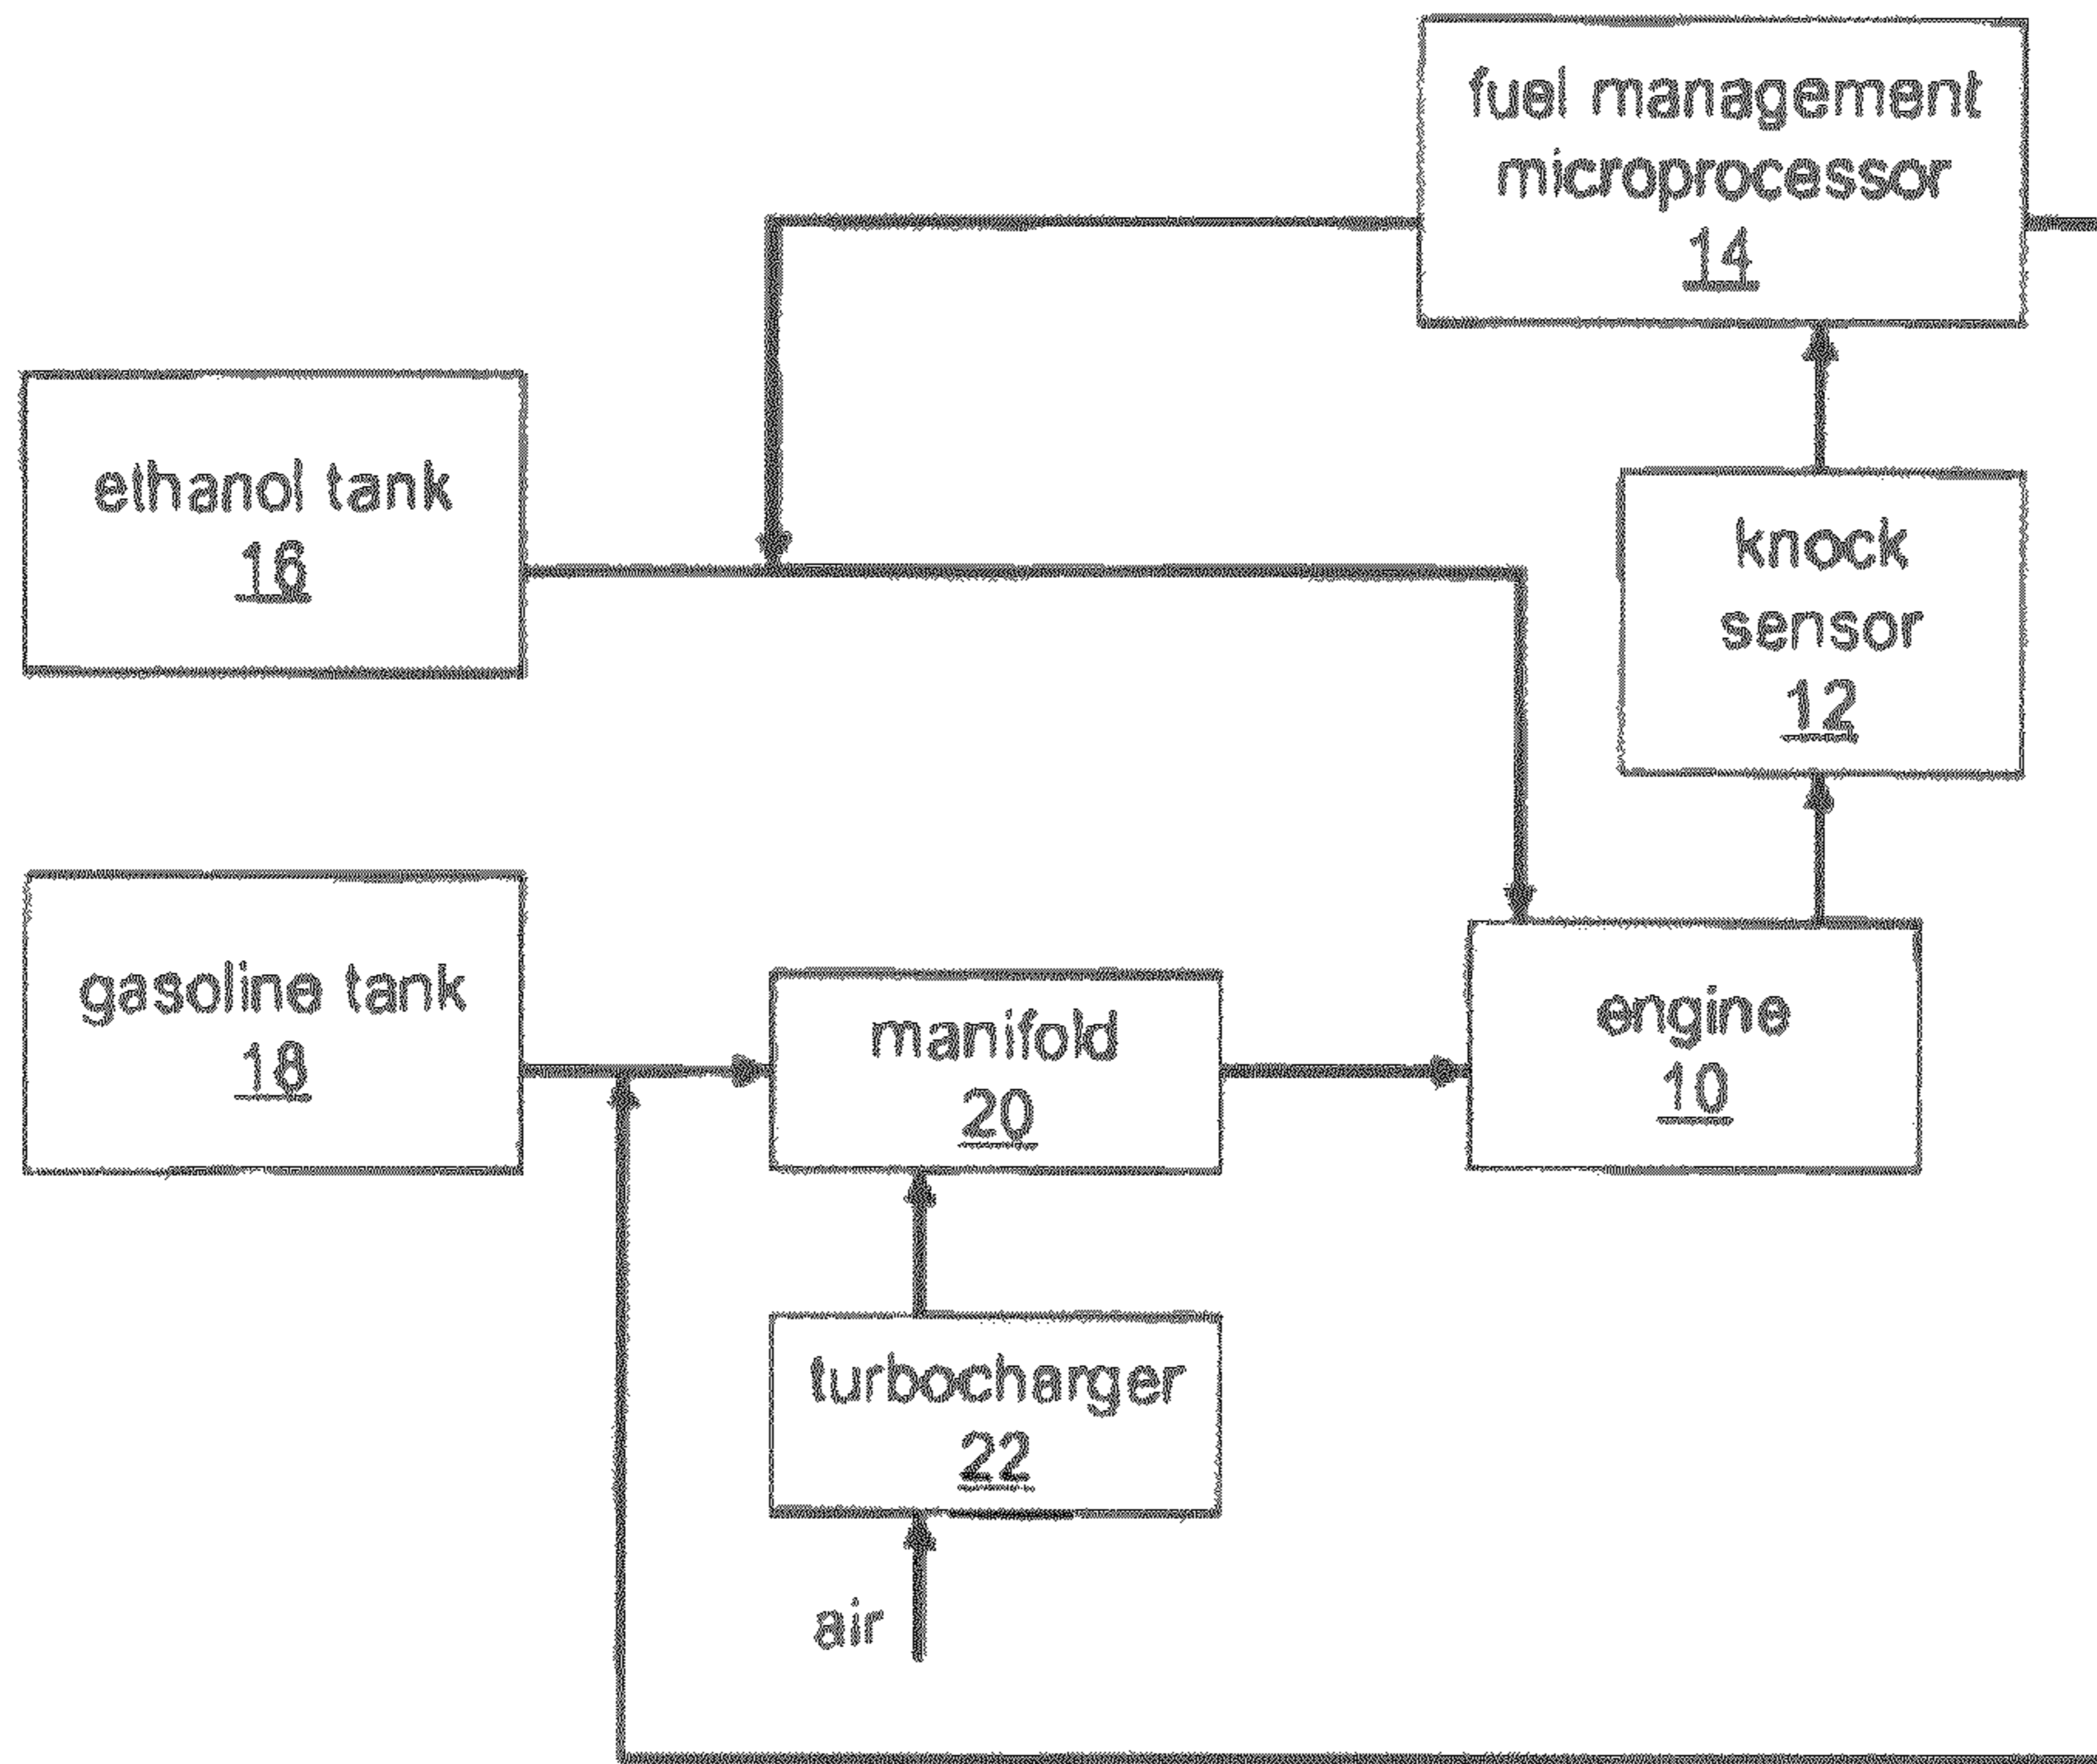 fuel management
microprocessor
14
ethanol tank
16
knock
sensor
12
gasoline tank
18
manifold
20
engine
10
turbocharger
22
air